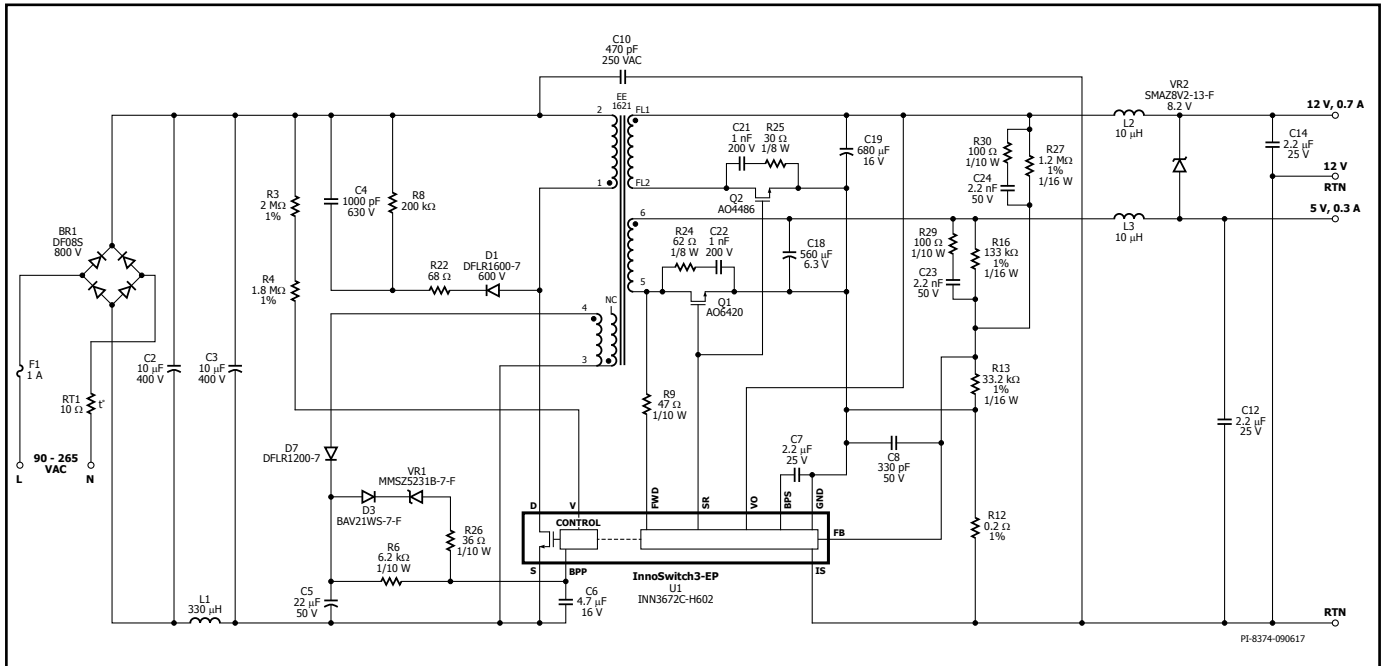 C10
470 pF
250 VAC
EE
1621
2
FL1
C21
1 nF
200 V
R25
30 Ω
1/8 W
C19
680 µF
16 V
R30
100 Ω
1/10 W
C24
2.2 nF
50 V
R27
1.2 MΩ
1%
1/16 W
L2
10 µH
VR2
SMAZ8V2-13-F
8.2 V
12 V, 0.7 A
C14
2.2 µF
25 V
12 V
RTN
5 V, 0.3 A
R3
2 MΩ
1%
C4
1000 pF
630 V
R8
200 kΩ
1
FL2
Q2
AO4486
6
L3
10 µH
BR1
DF08S
800 V
R4
1.8 MΩ
1%
R22
68 Ω
D1
DFLR1600-7
600 V
R24
62 Ω
1/8 W
C22
1 nF
200 V
C18
560 µF
6.3 V
R29
100 Ω
1/10 W
C23
2.2 nF
50 V
R16
133 kΩ
1%
1/16 W
5
Q1
AO6420
4
NC
3
F1
1 A
RT1
10 Ω
t°
C2
10 µF
400 V
C3
10 µF
400 V
R9
47 Ω
1/10 W
R13
33.2 kΩ
1%
1/16 W
C12
2.2 µF
25 V
90 - 265
VAC
L
N
D7
DFLR1200-7
VR1
MMSZ5231B-7-F
D3
BAV21WS-7-F
R26
36 Ω
1/10 W
R6
6.2 kΩ
1/10 W
C7
2.2 µF
25 V
C8
330 pF
50 V
D
V
FWD
SR
VO
BPS
GND
CONTROL
FB
R12
0.2 Ω
1%
S
BPP
IS
InnoSwitch3-EP
U1
INN3672C-H602
C5
22 µF
50 V
C6
4.7 µF
16 V
L1
330 µH
RTN
PI-8374-090617